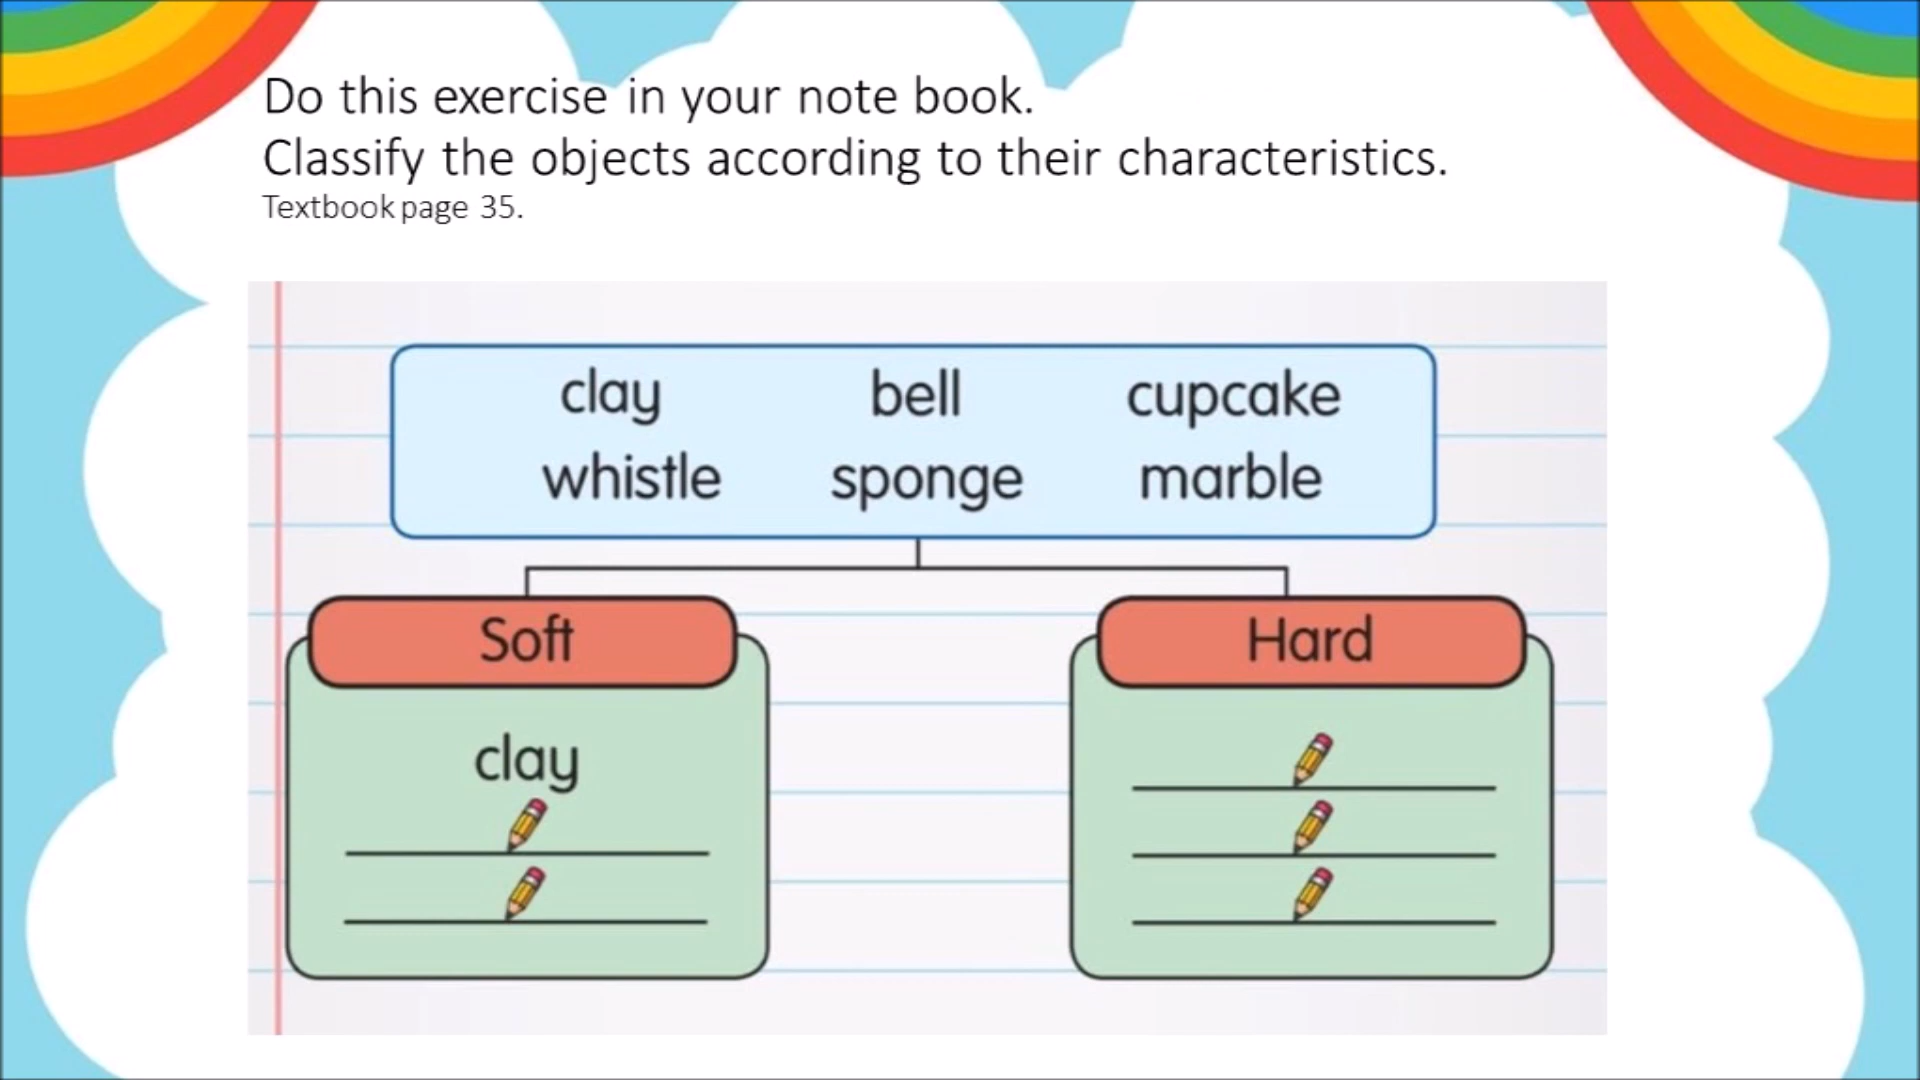 Do this exercise in your note book.
Classify the objects according to their characteristics.
Textbook page 35.
clay bell cupcake
whistle sponge marble
Soft Hard
clay